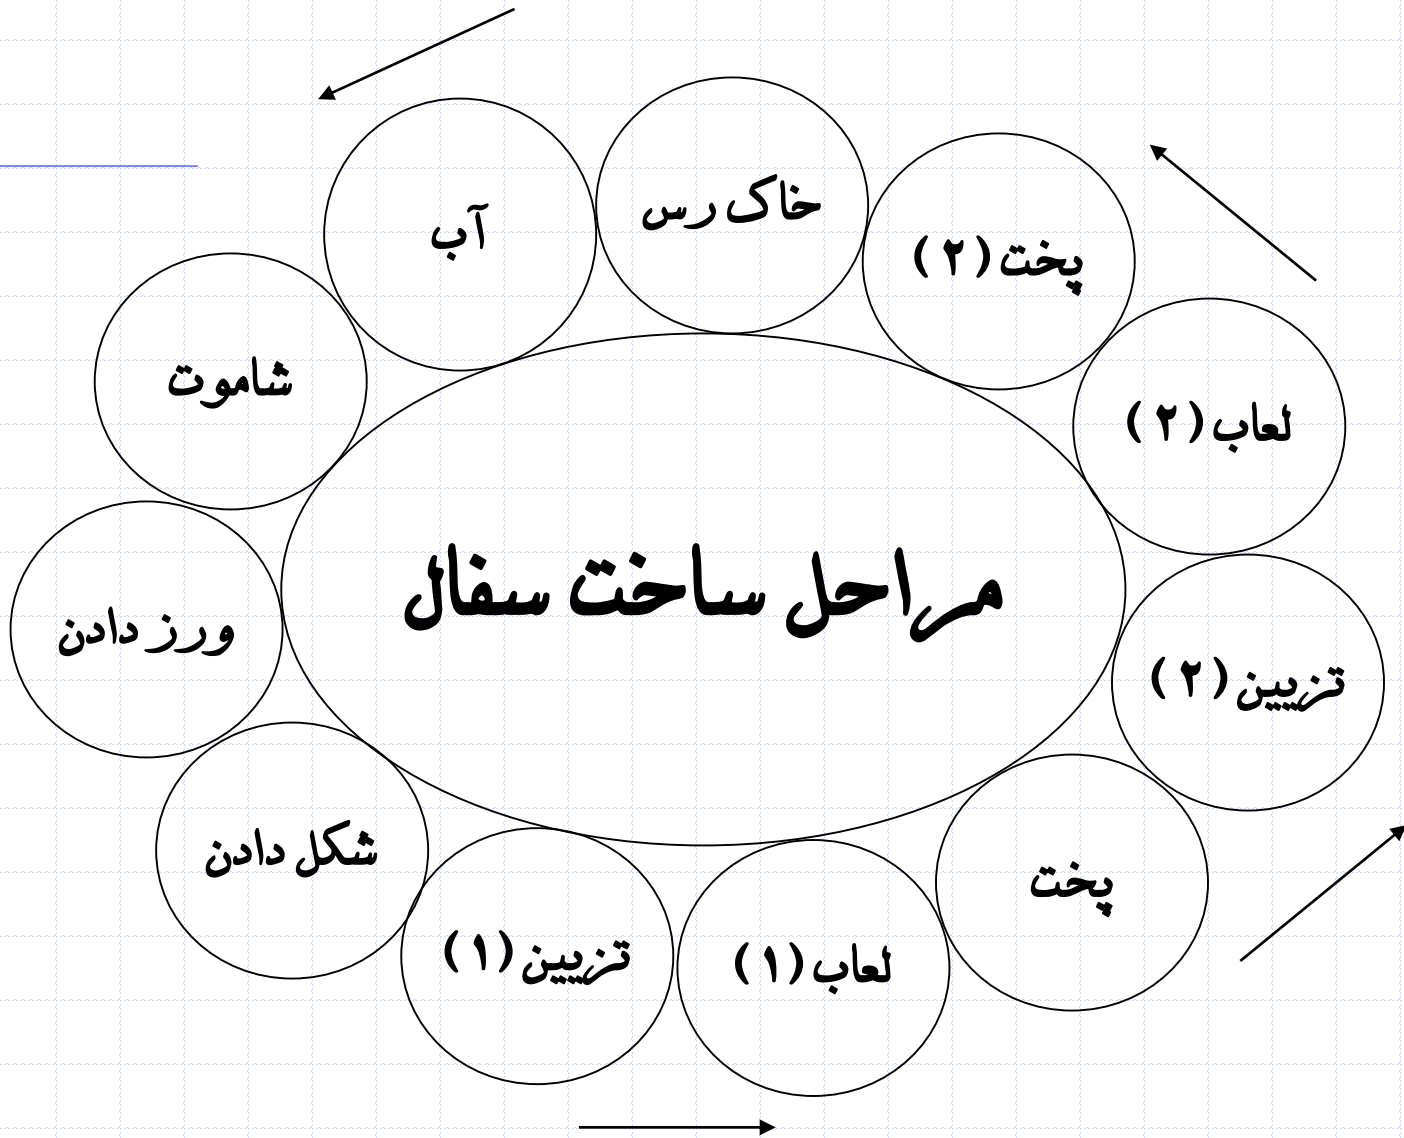 مراحل ساخت سفال
خاک رس
آب
شاموت
ورز دادن
شکل دادن
تزیین (۱)
لعاب (۱)
پخت
تزیین (۲)
لعاب (۲)
پخت (۲)